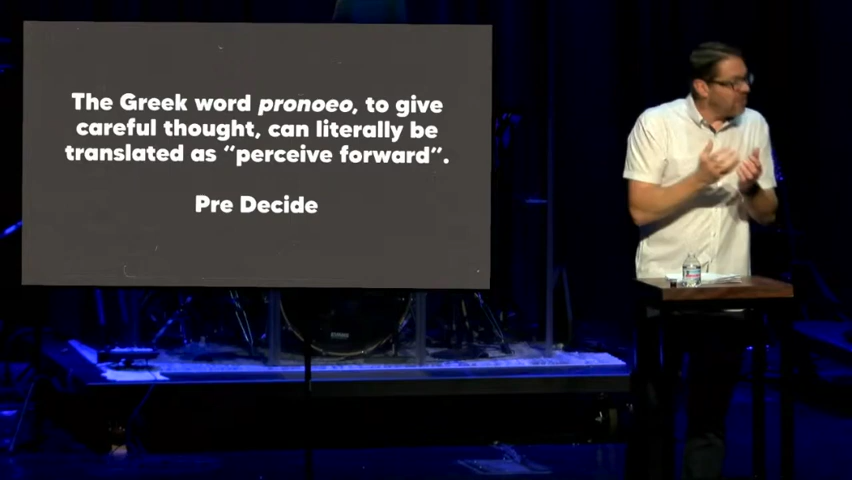 The Greek word pronoeo, to give
careful thought, can literally be
translated as “perceive forward”.
Pre Decide